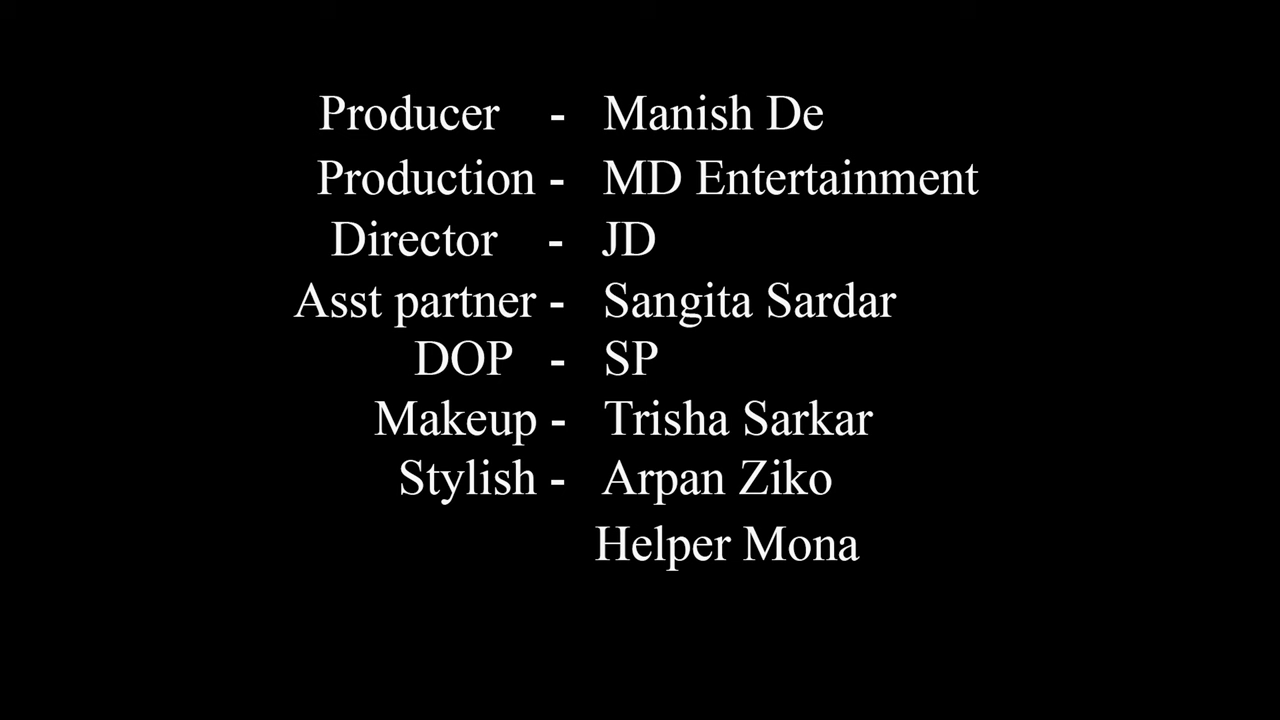 Producer - Manish De
Production - MD Entertainment
Director - JD
Asst partner - Sangita Sardar
DOP - SP
Makeup - Trisha Sarkar
Stylish - Arpan Ziko
Helper Mona